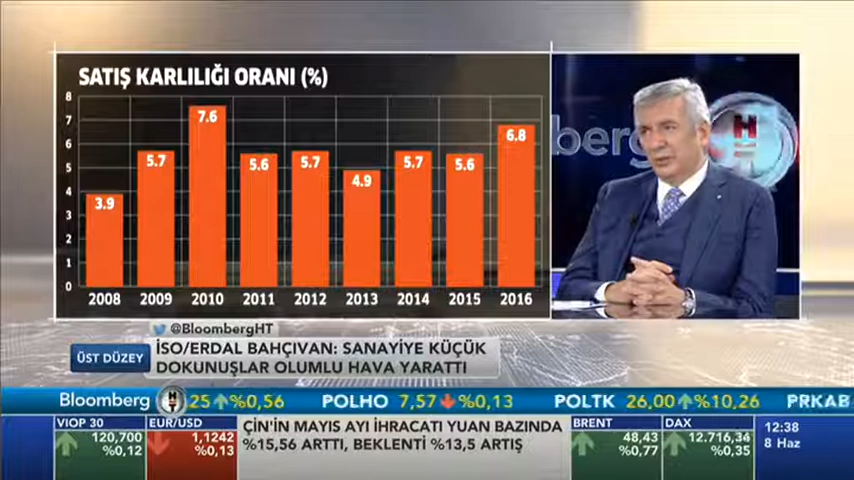 SATIŞ KARLILIĞI ORANI (%)
8
7
6
5
4
3
2
1
0
3.9
5.7
7.6
5.6
5.7
4.9
5.7
5.6
6.8
2008 2009 2010 2011 2012 2013 2014 2015 2016
mberg
H
@BloombergHT
ÜST DÜZEY
İSO/ERDAL BAHÇIVAN: SANAYİYE KÜÇÜK
DOKUNUŞLAR OLUMLU HAVA YARATTI
Bloomberg HT 25 %0,56 POLHO 7,57 %0,13 POLTK 26,00 %10,26 PRKAB
VIOP 30
120,700
%0,12
EUR/USD
1,1242
%0,13
ÇİN'İN MAYIS AYI İHRACATI YUAN BAZINDA
%15,56 ARTTI, BEKLENTİ %13,5 ARTIŞ
BRENT
48,43
%0,77
DAX
12.716,34
%0,35
12:38
8 Haz